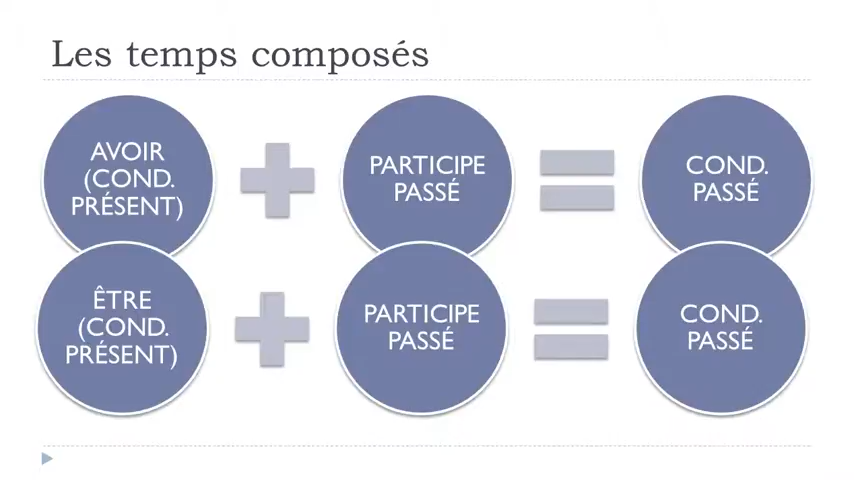 Les temps composés
AVOIR
(COND.
PRÉSENT)
PARTICIPE
PASSÉ
COND.
PASSÉ
ÊTRE
(COND.
PRÉSENT)
PARTICIPE
PASSÉ
COND.
PASSÉ